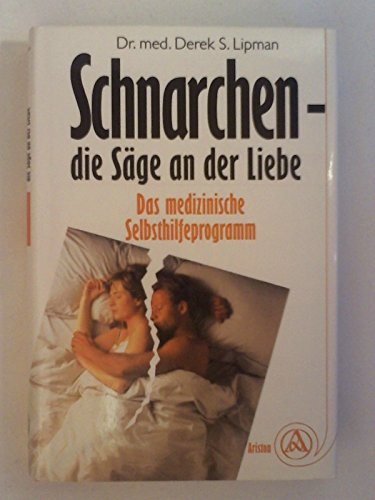 Dr. med. Derek S. Lipman
Schnarchen –
die Säge an der Liebe
Das medizinische
Selbsthilfeprogramm
Ariston